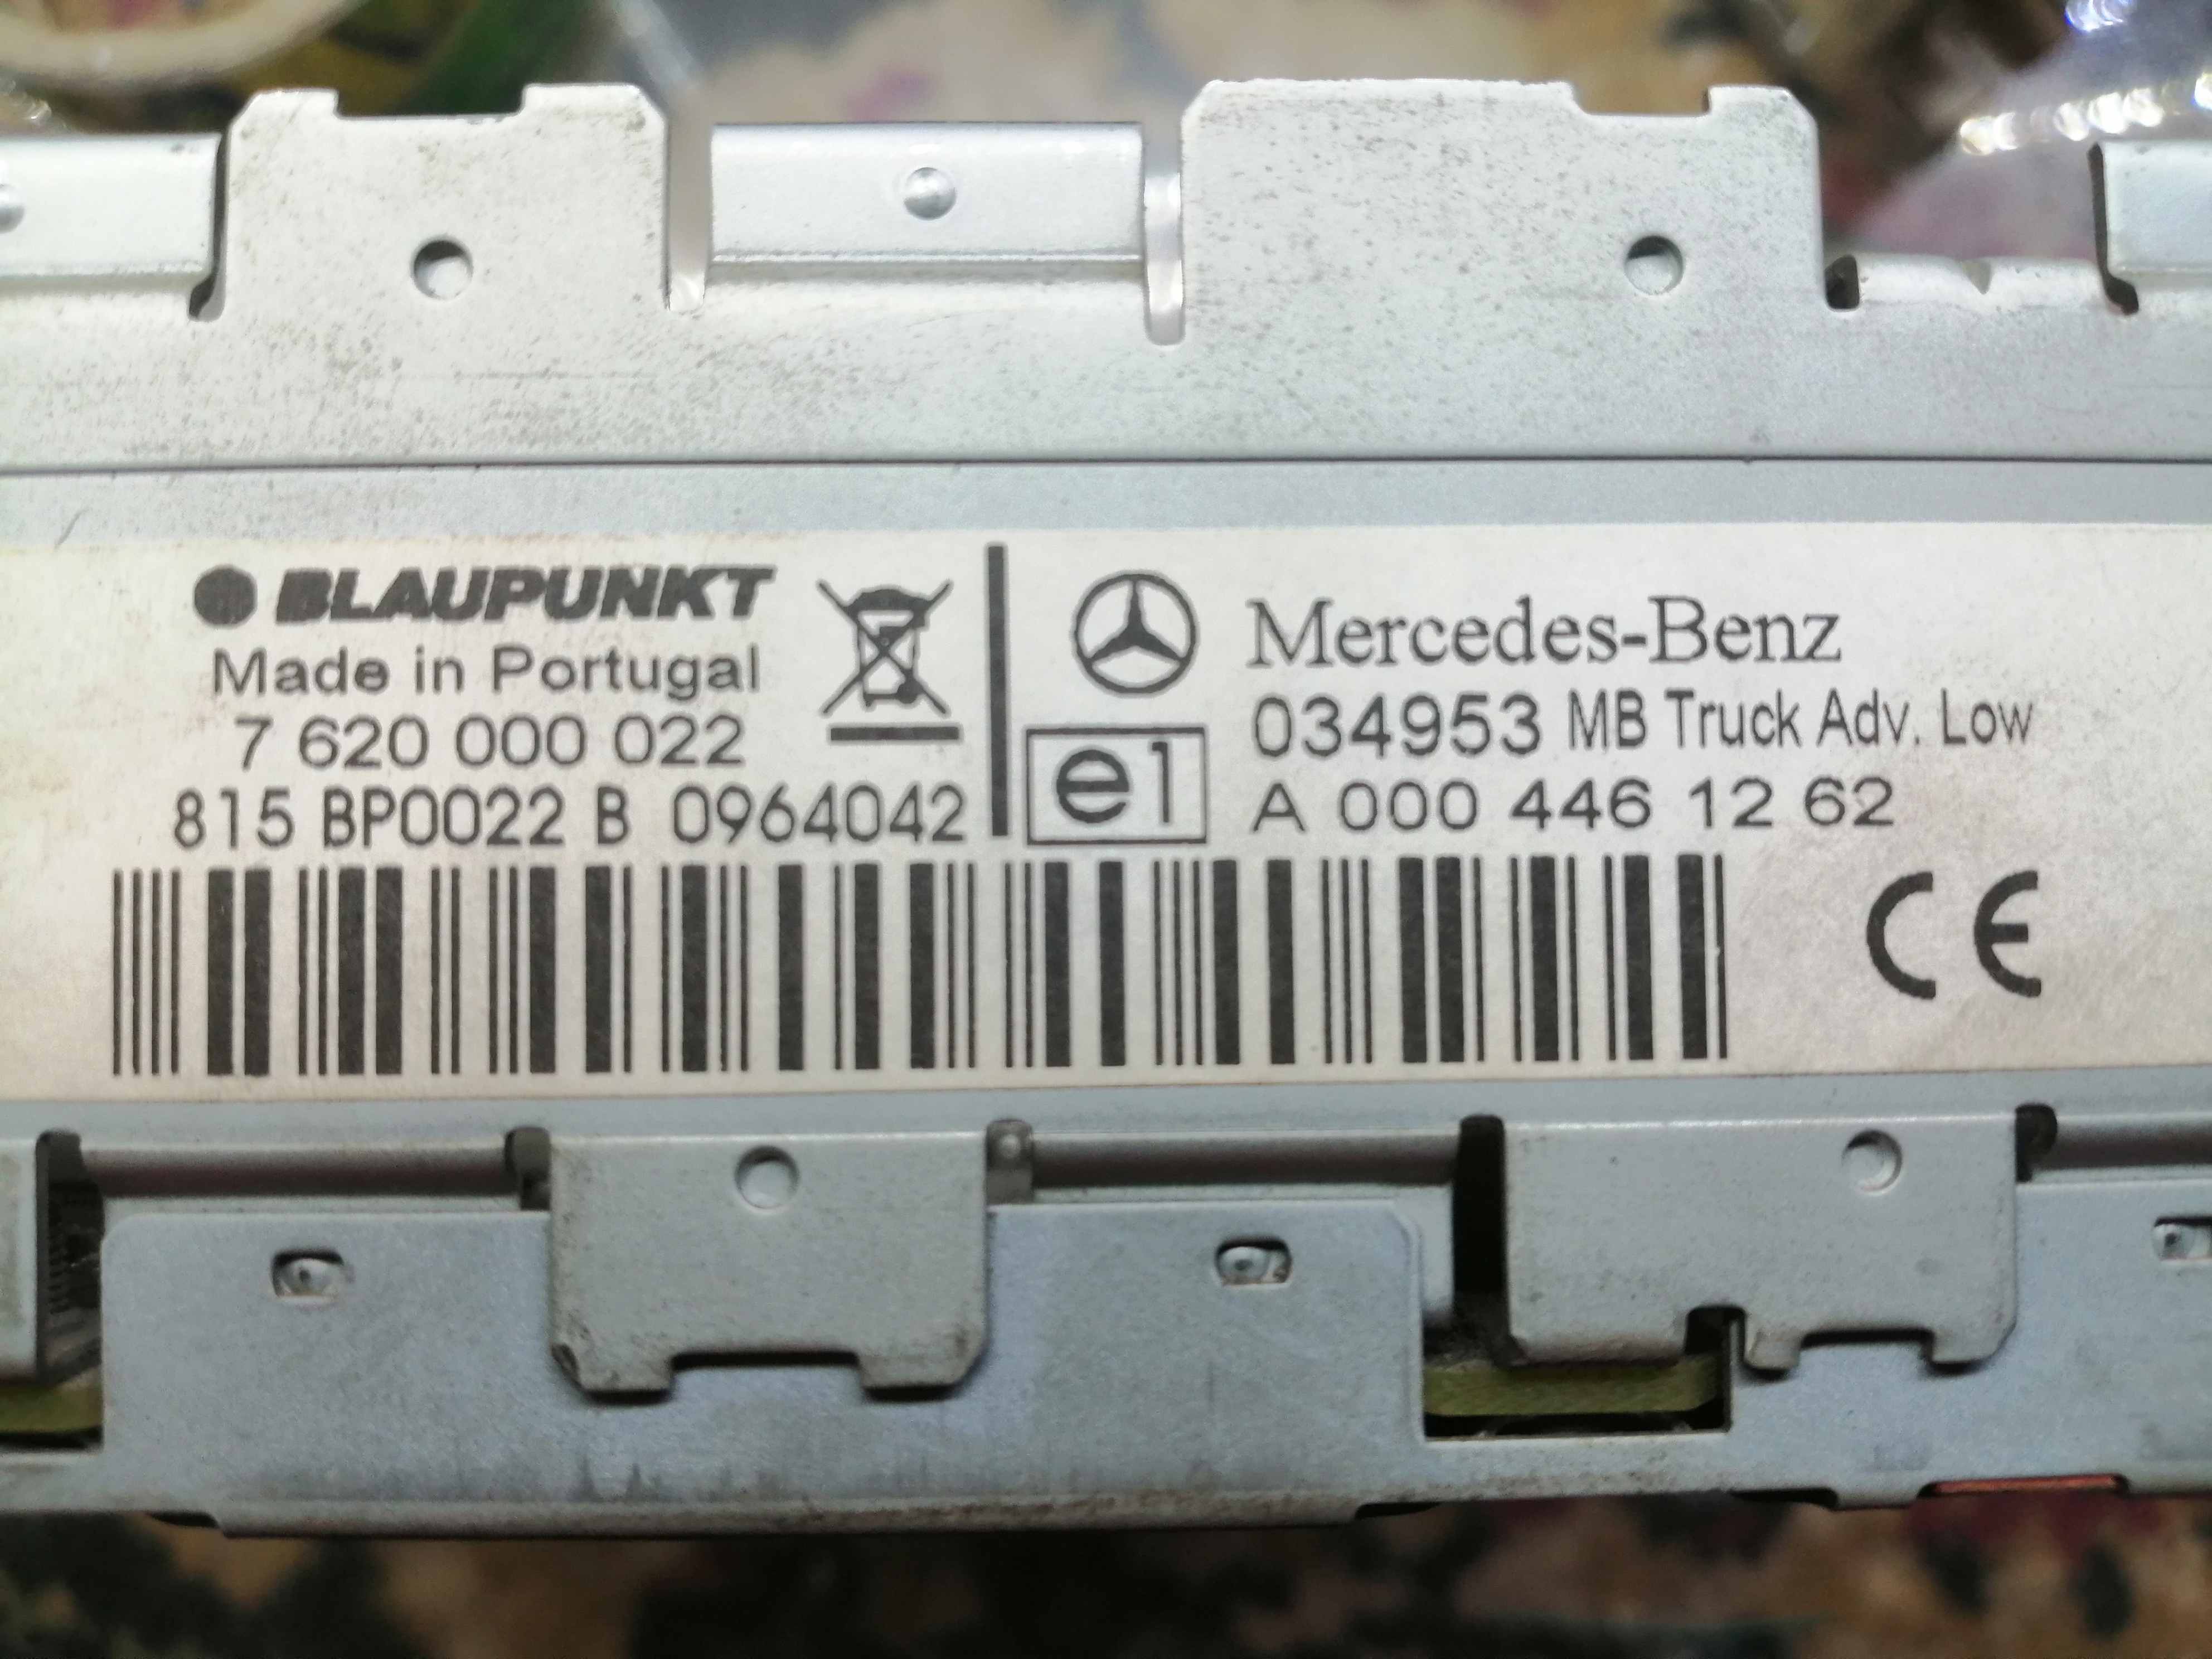 BLAUPUNKT
Made in Portugal
7 620 000 022
815 BP0022 B 0964042
Mercedes-Benz
034953 MB Truck Adv. Low
e1
A 000 446 12 62
CE